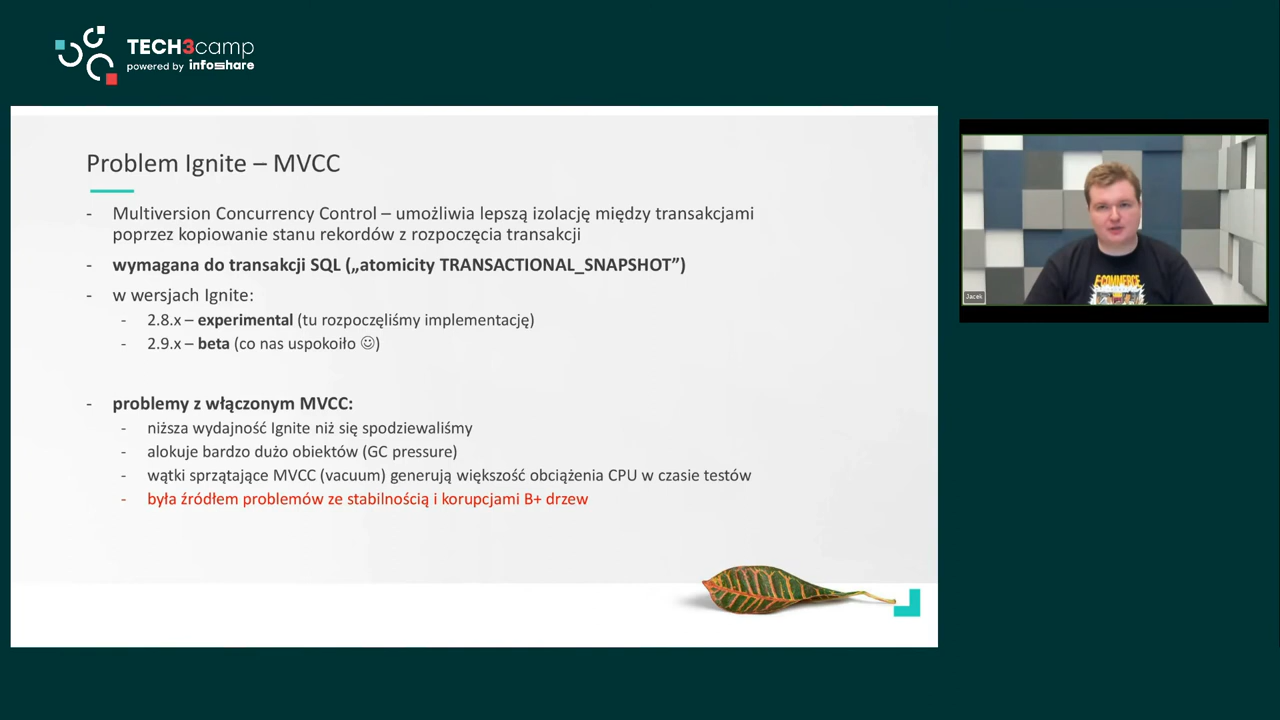 TECH3camp
powered by infoshare
Problem Ignite – MVCC
- Multiversion Concurrency Control – umożliwia lepszą izolację między transakcjami
poprzez kopiowanie stanu rekordów z rozpoczęcia transakcji
- wymagana do transakcji SQL („atomicity TRANSACTIONAL_SNAPSHOT”)
- w wersjach Ignite:
- 2.8.x – experimental (tu rozpoczęliśmy implementację)
- 2.9.x – beta (co nas uspokoiło ☺)
- problemy z włączonym MVCC:
- niższa wydajność Ignite niż się spodziewaliśmy
- alokuje bardzo dużo obiektów (GC pressure)
- wątki sprzątające MVCC (vacuum) generują większość obciążenia CPU w czasie testów
- była źródłem problemów ze stabilnością i korupcjami B+ drzew
Jacek
ECOMMERCE